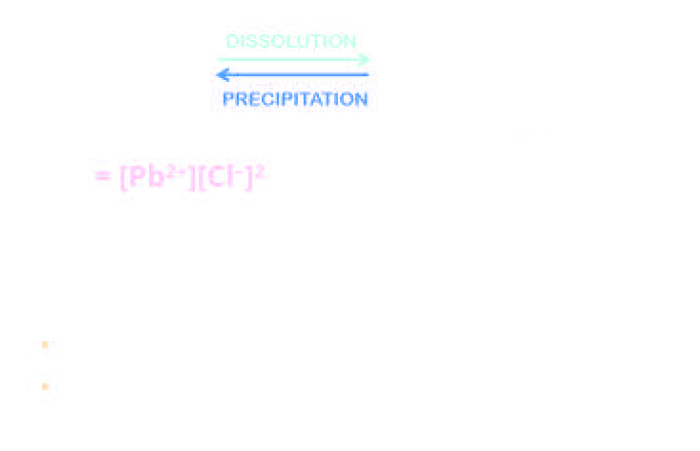 DISSOLUTION
PRECIPITATION
= [Pb²⁺][Cl⁻]²